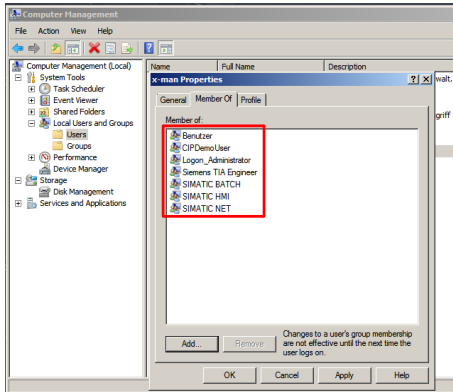 Computer Management
File Action View Help
Computer Management (Local)
System Tools
Task Scheduler
Event Viewer
Shared Folders
Local Users and Groups
Users
Groups
Performance
Device Manager
Storage
Disk Management
Services and Applications
Name Full Name Description
walt.
griff
x-man Properties
General Member Of Profile
Member of:
Benutzer
CIPDemoUser
Logon_Administrator
Siemens TIA Engineer
SIMATIC BATCH
SIMATIC HMI
SIMATIC NET
Add... Remove
Changes to a user's group membership
are not effective until the next time the
user logs on.
OK Cancel Apply Help